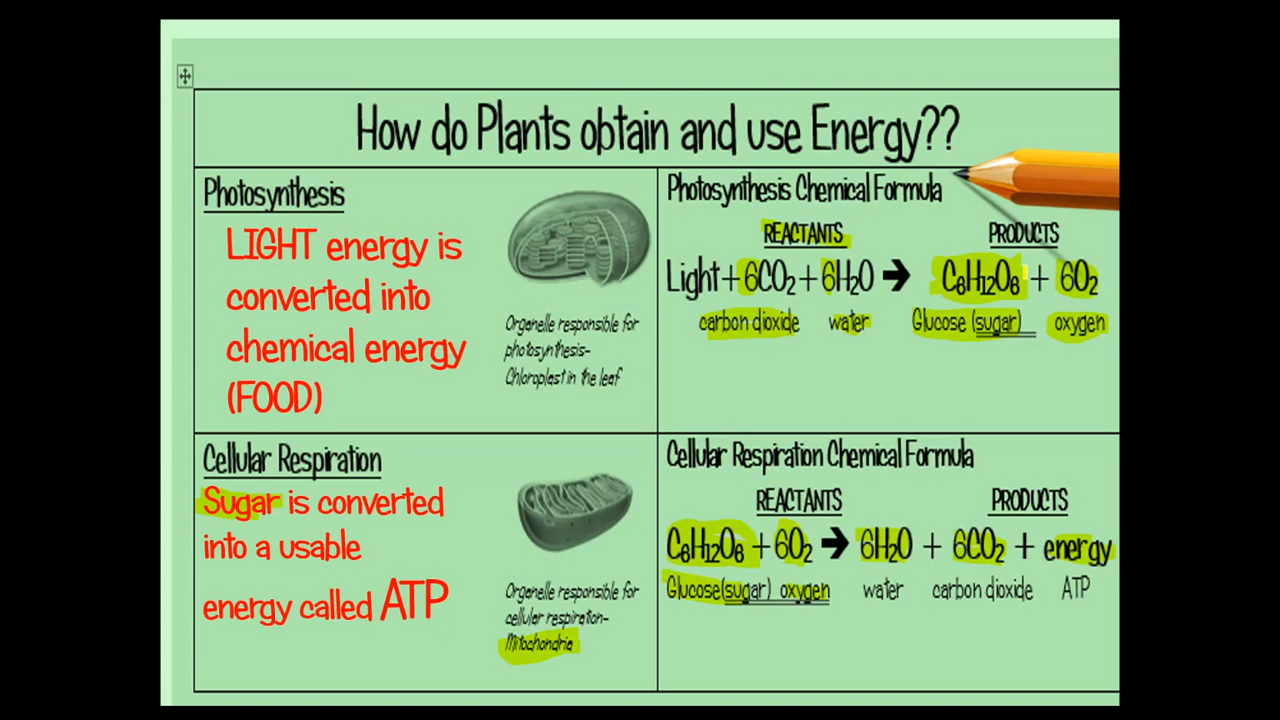 How do Plants obtain and use Energy??
Photosynthesis
LIGHT energy is
converted into
chemical energy
(FOOD)
Organelle responsible for
photosynthesis-
Chloroplast in the leaf
Photosynthesis Chemical Formula
REACTANTS PRODUCTS
Light + 6CO₂ + 6H₂O ➔ C₆H₁₂O₆ + 6O₂
carbon dioxide water Glucose (sugar) oxygen
Cellular Respiration
Sugar is converted
into a usable
energy called ATP
Organelle responsible for
cellular respiration-
Mitochondria
Cellular Respiration Chemical Formula
REACTANTS PRODUCTS
C₆H₁₂O₆ + 6O₂ ➔ 6H₂O + 6CO₂ + energy
Glucose(sugar) oxygen water carbon dioxide ATP